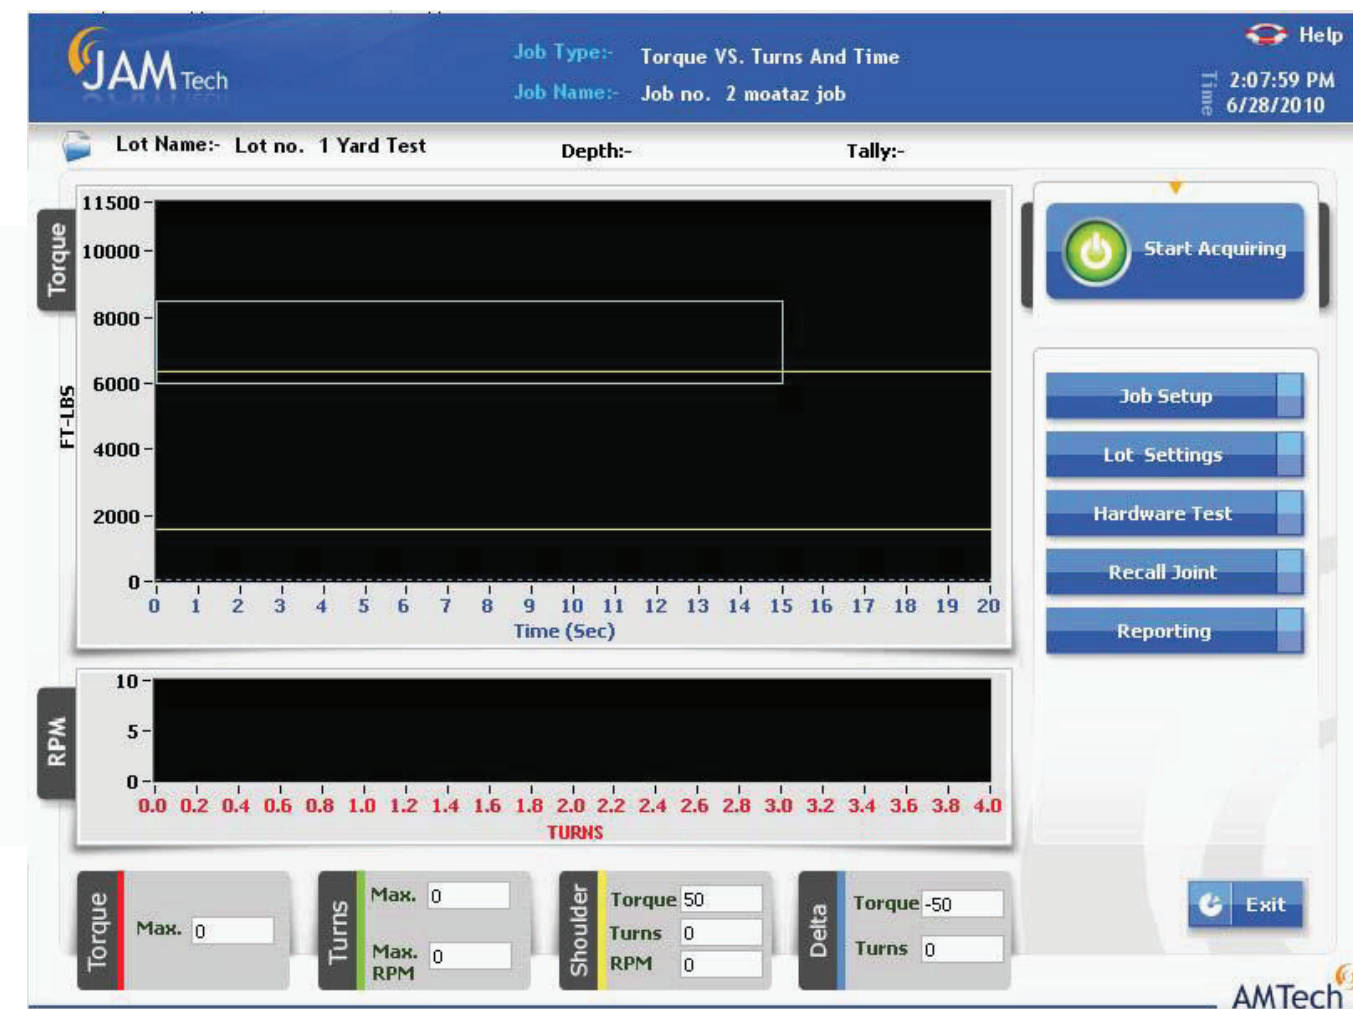 JAM Tech
Job Type:- Torque VS. Turns And Time
Job Name:- Job no. 2 moataz job
Help
Time
2:07:59 PM
6/28/2010
Lot Name:- Lot no. 1 Yard Test
Depth:-
Tally:-
Torque
FT-LBS
11500
10000
8000
6000
4000
2000
0
0 1 2 3 4 5 6 7 8 9 10 11 12 13 14 15 16 17 18 19 20
Time (Sec)
RPM
10
5
0
0.0 0.2 0.4 0.6 0.8 1.0 1.2 1.4 1.6 1.8 2.0 2.2 2.4 2.6 2.8 3.0 3.2 3.4 3.6 3.8 4.0
TURNS
Start Acquiring
Job Setup
Lot Settings
Hardware Test
Recall Joint
Reporting
Torque
Max. 0
Turns
Max. 0
Max. RPM 0
Shoulder
Torque 50
Turns 0
RPM 0
Delta
Torque -50
Turns 0
Exit
AMTech